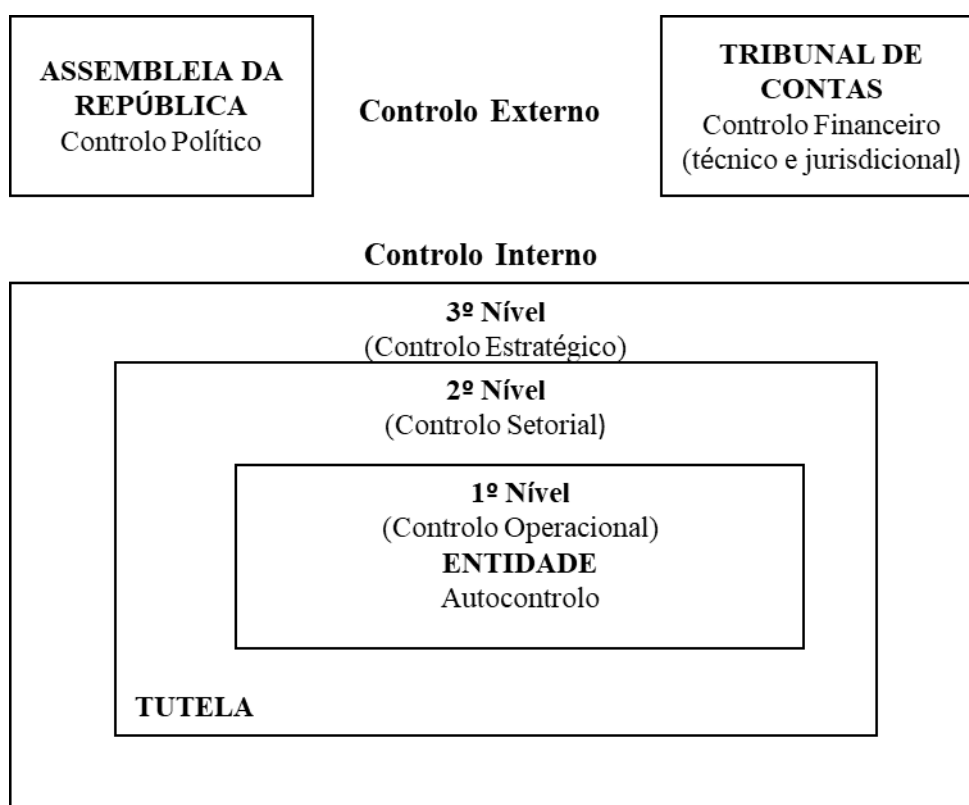 ASSEMBLEIA DA
REPÚBLICA
Controlo Político
Controlo Externo
TRIBUNAL DE
CONTAS
Controlo Financeiro
(técnico e jurisdicional)
Controlo Interno
3º Nível
(Controlo Estratégico)
2º Nível
(Controlo Setorial)
1º Nível
(Controlo Operacional)
ENTIDADE
Autocontrolo
TUTELA